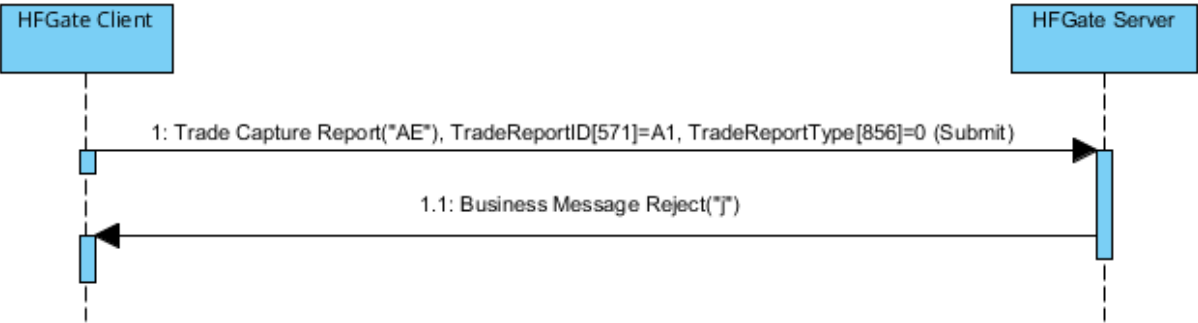 HFGate Client
HFGate Server
1: Trade Capture Report("AE"), TradeReportID[571]=A1, TradeReportType[856]=0 (Submit)
1.1: Business Message Reject("j")